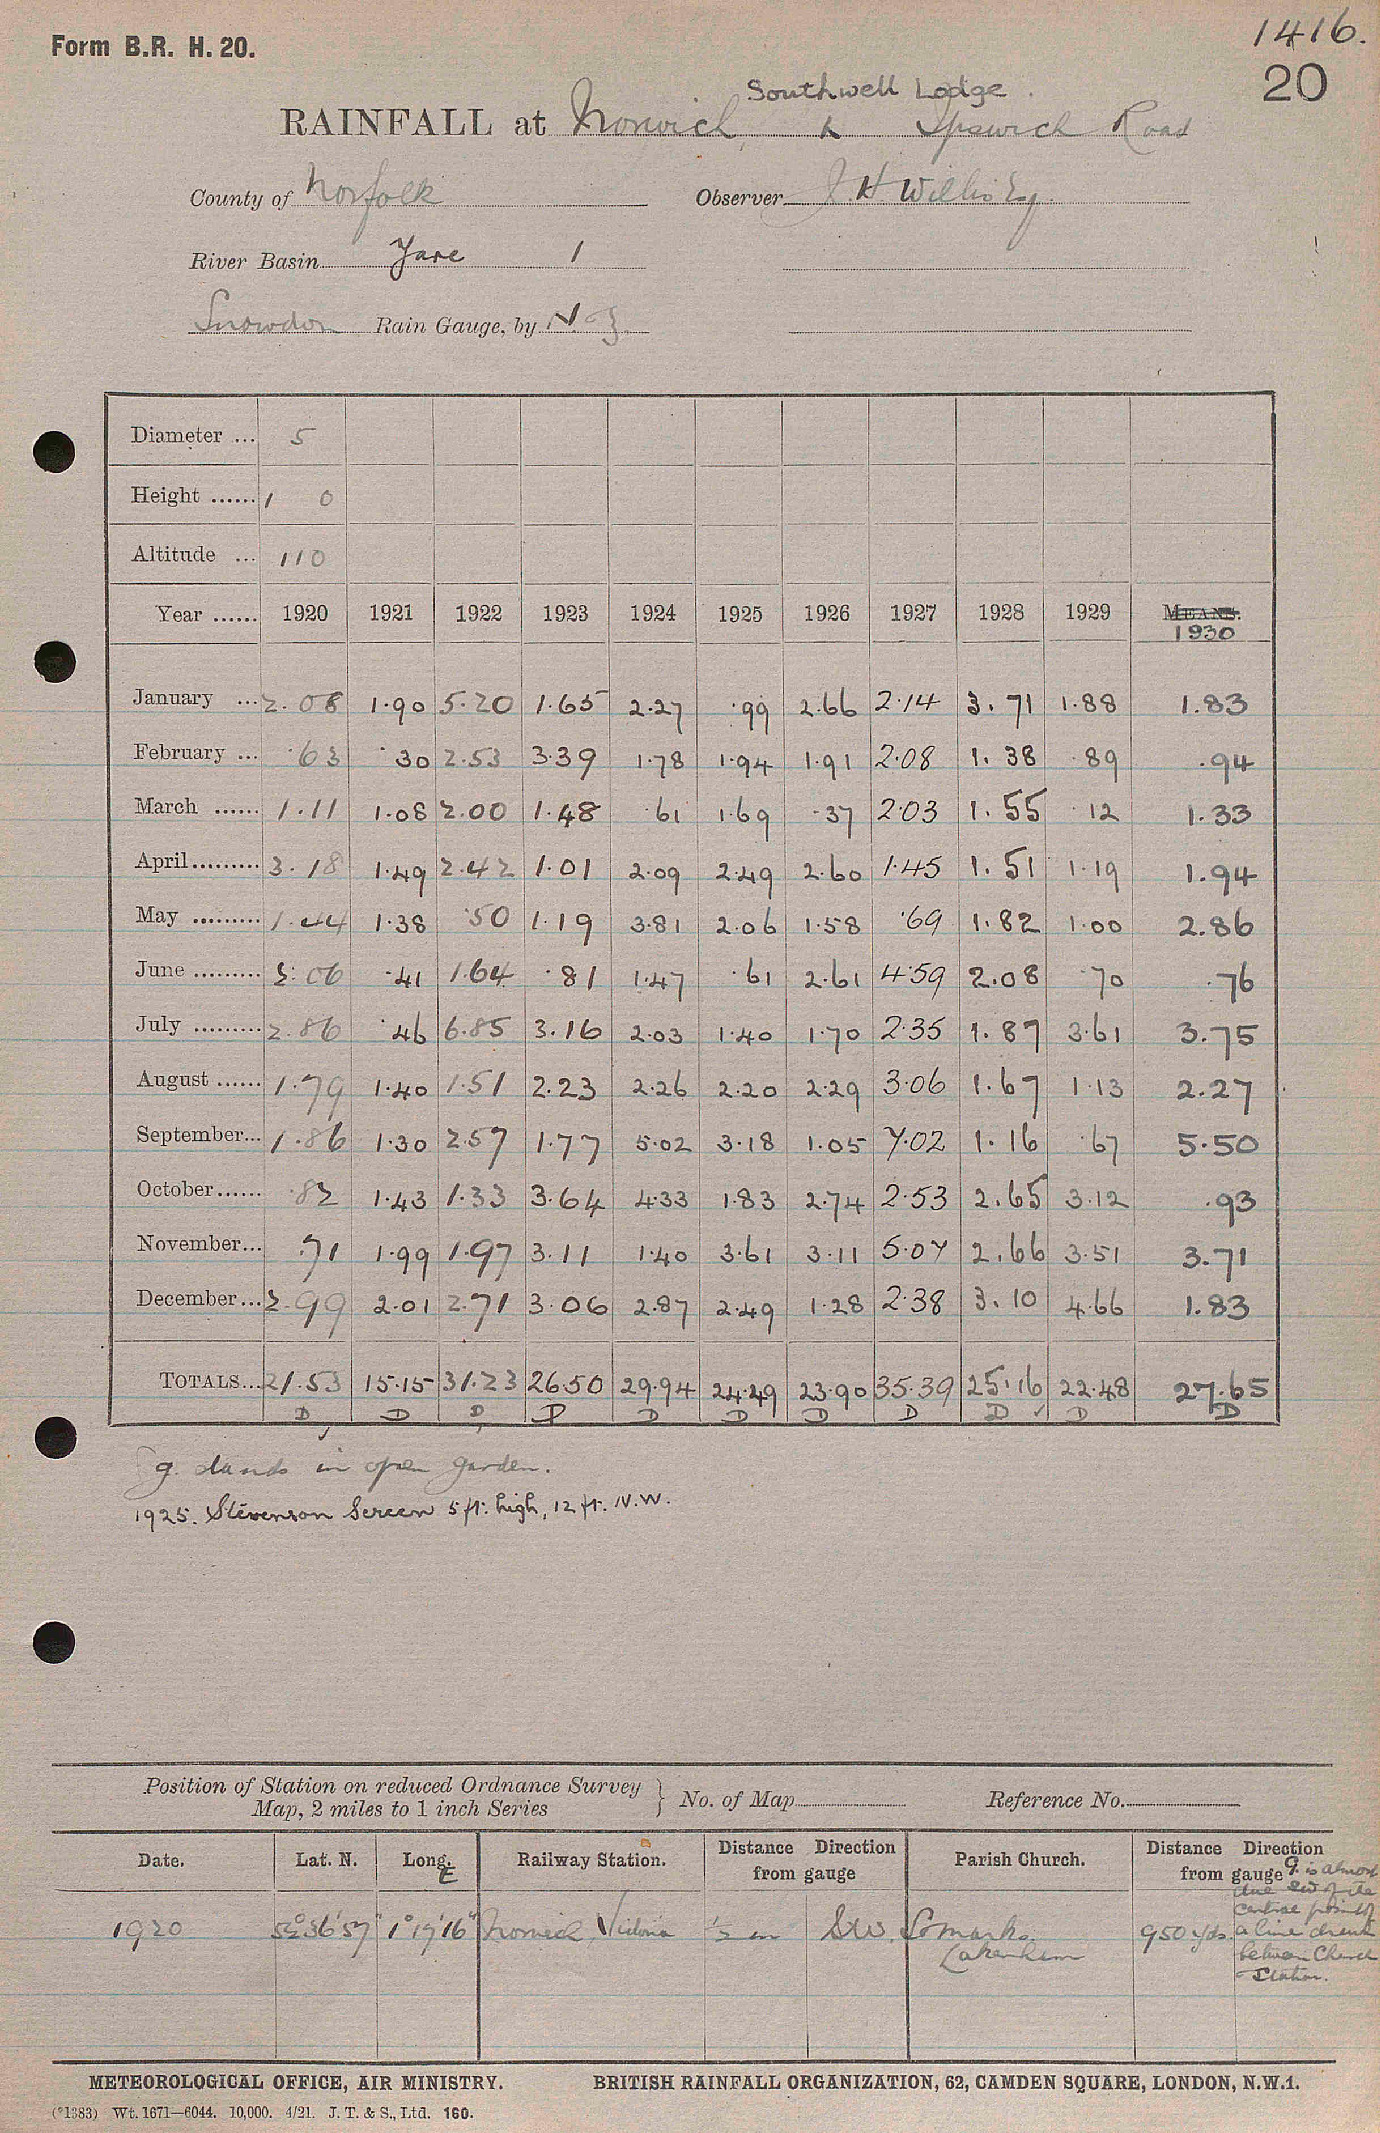 Form B.R. H. 20.
1416.
20
Southwell Lodge
RAINFALL at Norwich, Ipswich Road
County of Norfolk
Observer J. H Willis Esq.
River Basin Yare 1
Snowdon Rain Gauge, by N & Z
Diameter ... 5
Height ...... 1 0
Altitude ... 110
Year ...... 1920 1921 1922 1923 1924 1925 1926 1927 1928 1929 MEANS. 1930
January ... 2.08 1.90 5.20 1.65 2.27 .99 2.66 2.14 3.71 1.88 1.83
February ... .63 .30 2.53 3.39 1.78 1.94 1.91 2.08 1.38 .89 .94
March ...... 1.11 1.08 2.00 1.48 .61 1.69 .37 2.03 1.55 .12 1.33
April......... 3.18 1.49 2.42 1.01 2.09 2.49 2.60 1.45 1.51 1.19 1.94
May ......... 1.44 1.38 .50 1.19 3.81 2.06 1.58 .69 1.82 1.00 2.86
June ......... 2.06 .41 1.64 .81 1.47 .61 2.61 4.59 2.08 .70 .76
July ......... 2.86 .46 6.85 3.16 2.03 1.40 1.70 2.35 1.87 3.61 3.75
August ...... 1.79 1.40 1.51 2.23 2.26 2.20 2.29 3.06 1.67 1.13 2.27
September... 1.86 1.30 2.57 1.77 5.02 3.18 1.05 7.02 1.16 .67 5.50
October...... .82 1.43 1.33 3.64 4.33 1.83 2.74 2.53 2.65 3.12 .93
November... .71 1.99 1.97 3.11 1.40 3.61 3.11 5.07 2.66 3.51 3.71
December... 2.99 2.01 2.71 3.06 2.87 2.49 1.28 2.38 3.10 4.66 1.83
TOTALS... 21.53 15.15 31.23 26.50 29.94 24.49 23.90 35.39 25.16 22.48 27.65
D D D D D D D D D ✓ D D
g. stands in open garden.
1925. Stevenson Screen 5 ft. high, 12 ft. N.W.
Position of Station on reduced Ordnance Survey Map, 2 miles to 1 inch Series } No. of Map Reference No.
Date. Lat. N. Long. E Railway Station. Distance Direction from gauge Parish Church. Distance Direction from gauge
1920 52° 36' 57" 1° 17' 16" Norwich, Victoria ½ m SW. St Marks. Lakenham 950 yds.
g. is almost
due SW of the
central point of
a line drawn
between Church
& Station.
METEOROLOGICAL OFFICE, AIR MINISTRY. BRITISH RAINFALL ORGANIZATION, 62, CAMDEN SQUARE, LONDON, N.W.1.
(*1383) Wt. 1671—6044. 10,000. 4/21. J. T. & S., Ltd. 160.